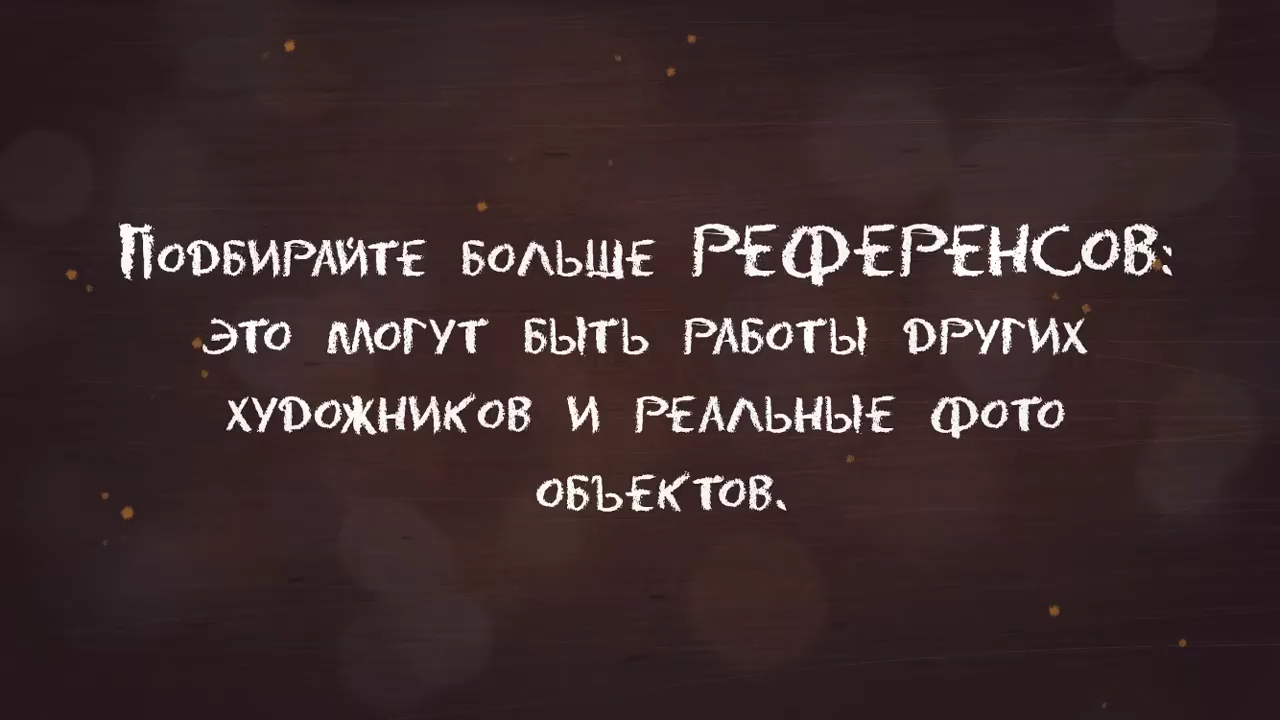 Подбирайте больше РЕФЕРЕНСОВ:
это могут быть работы других
художников и реальные фото
объектов.